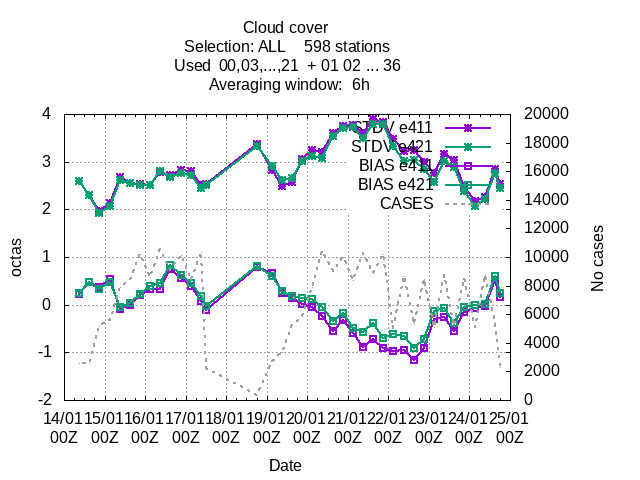 Cloud cover
Selection: ALL 598 stations
Used 00,03,...,21 + 01 02 ... 36
Averaging window: 6h
STDV e411
STDV e421
BIAS e411
BIAS e421
CASES
octas
4
3
2
1
0
-1
-2
No cases
20000
18000
16000
14000
12000
10000
8000
6000
4000
2000
0
14/01 15/01 16/01 17/01 18/01 19/01 20/01 21/01 22/01 23/01 24/01 25/01
00Z 00Z 00Z 00Z 00Z 00Z 00Z 00Z 00Z 00Z 00Z 00Z
Date